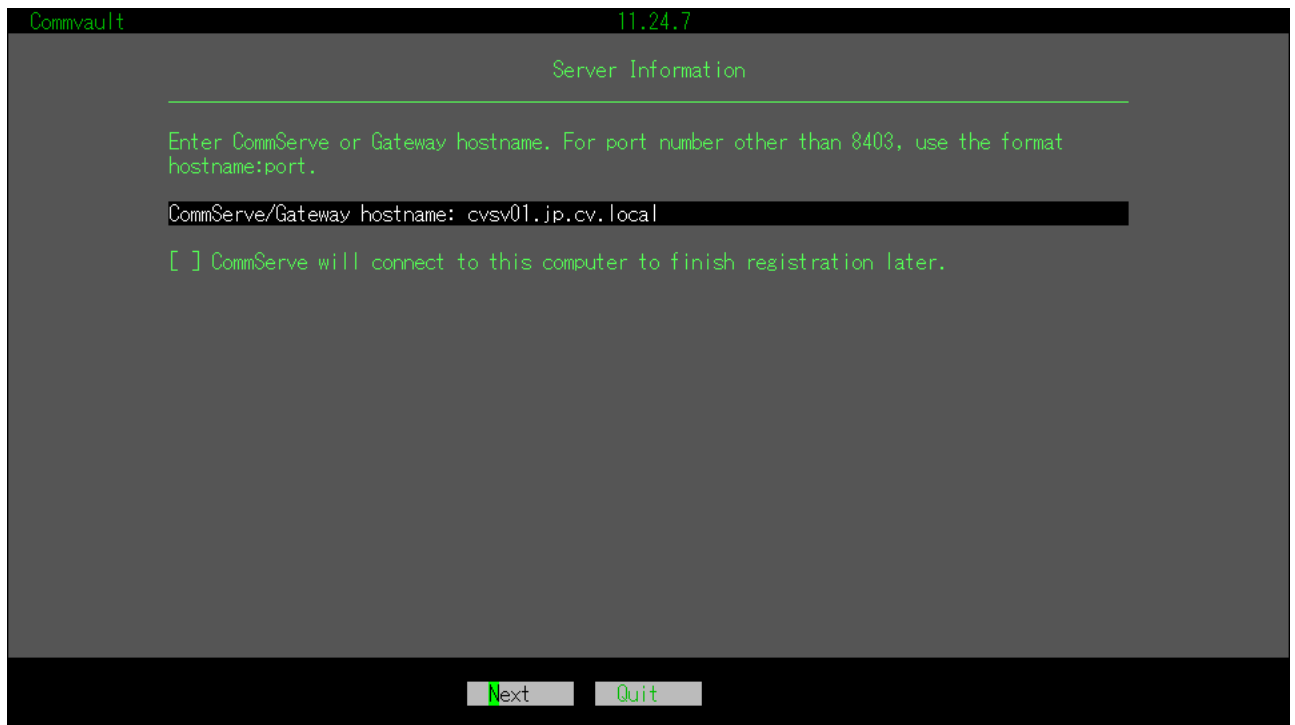 Commvault 11.24.7
Server Information
Enter CommServe or Gateway hostname. For port number other than 8403, use the format
hostname:port.
CommServe/Gateway hostname: cvsv01.jp.cv.local
[ ] CommServe will connect to this computer to finish registration later.
Next Quit